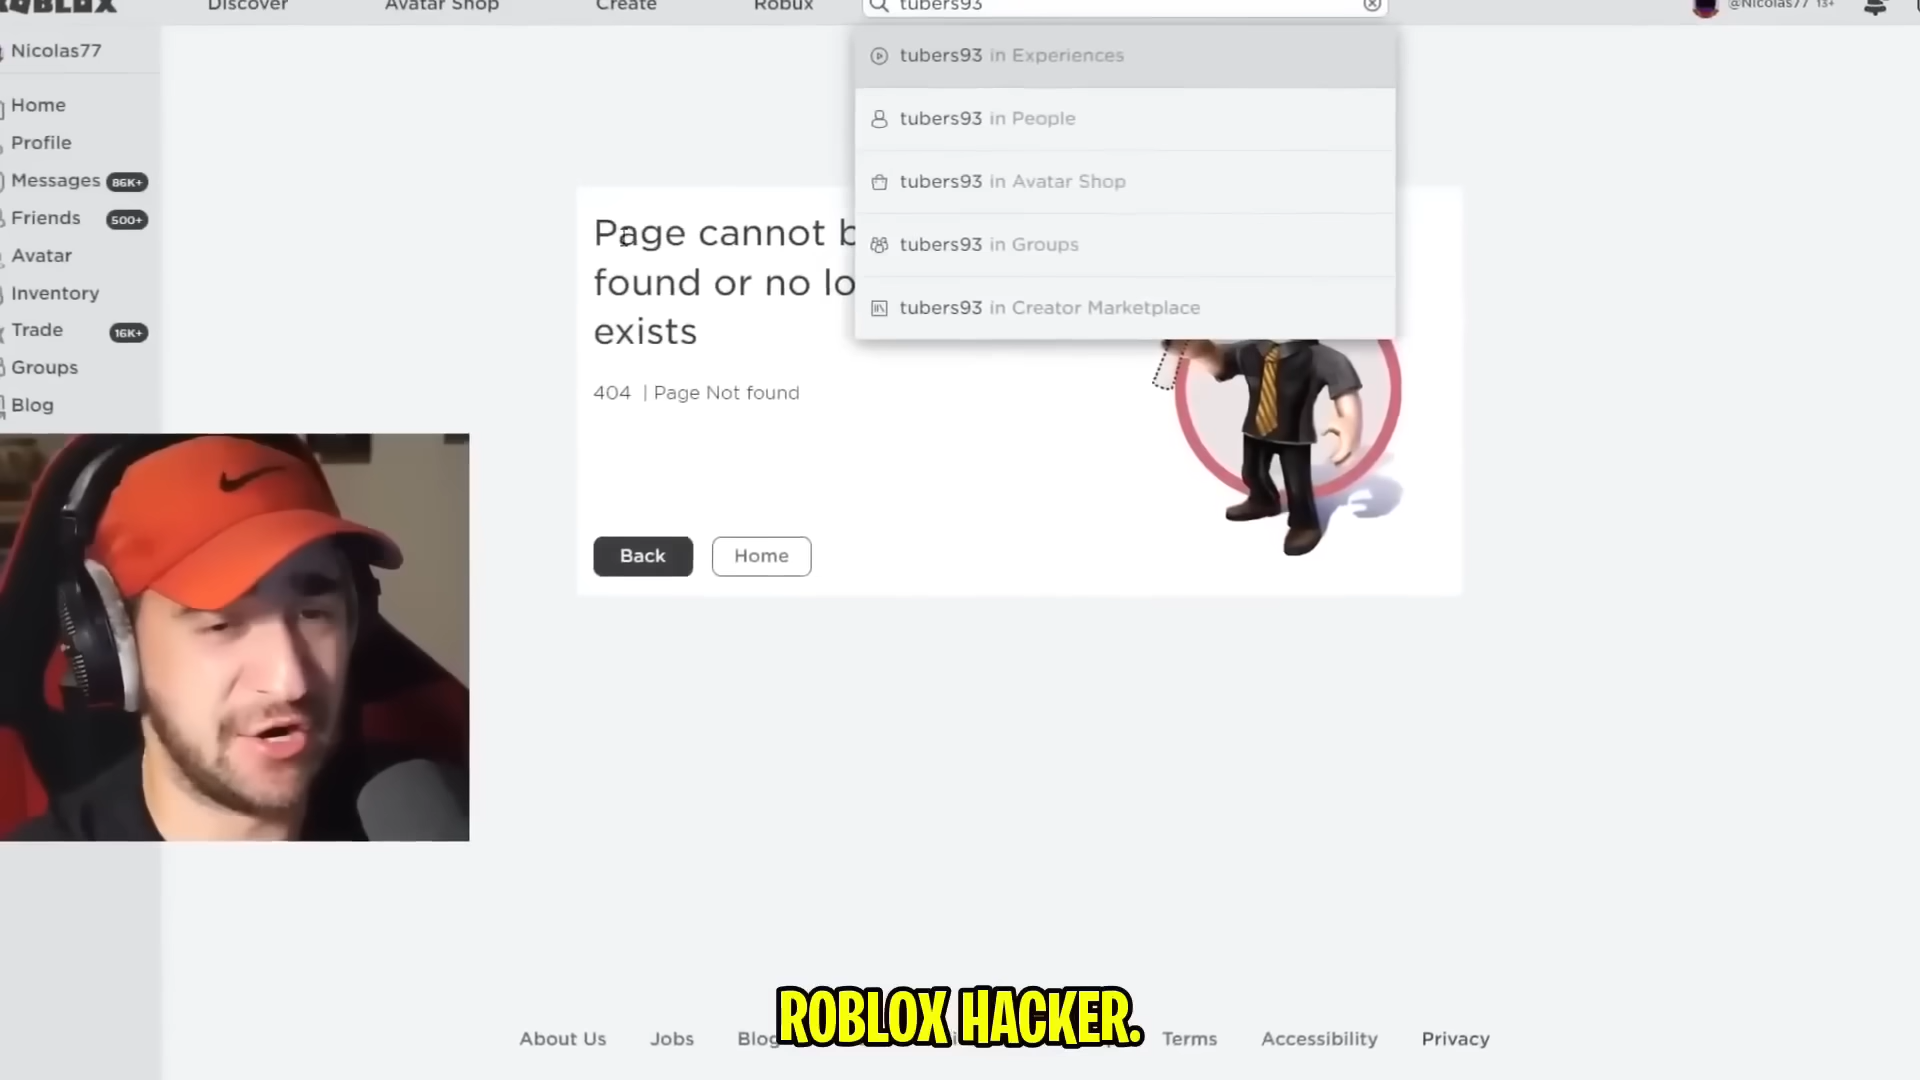 ROBLOX
Discover
Avatar Shop
Create
Robux
tubers93
@Nicolas77 13+
Nicolas77
Home
Profile
Messages 86K+
Friends 500+
Avatar
Inventory
Trade 16K+
Groups
Blog
tubers93 in Experiences
tubers93 in People
tubers93 in Avatar Shop
tubers93 in Groups
tubers93 in Creator Marketplace
Page cannot b
found or no lo
exists
404 | Page Not found
Back
Home
ROBLOX HACKER.
About Us
Jobs
Blog
Terms
Accessibility
Privacy